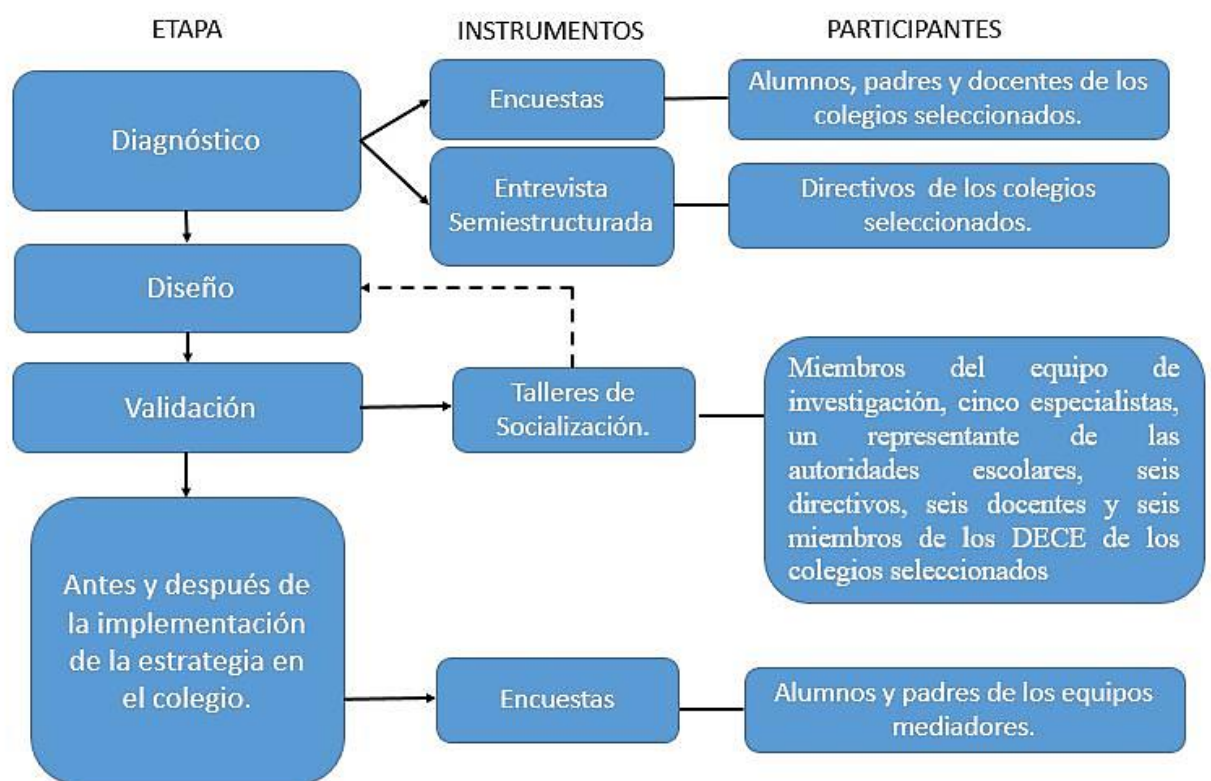 ETAPA
INSTRUMENTOS
PARTICIPANTES
Diagnóstico
Encuestas
Alumnos, padres y docentes de los
colegios seleccionados.
Entrevista
Semiestructurada
Directivos de los colegios
seleccionados.
Diseño
Validación
Talleres de
Socialización.
Miembros del equipo de
investigación, cinco especialistas,
un representante de las
autoridades escolares, seis
directivos, seis docentes y seis
miembros de los DECE de los
colegios seleccionados
Antes y después de
la implementación
de la estrategia en
el colegio.
Encuestas
Alumnos y padres de los equipos
mediadores.